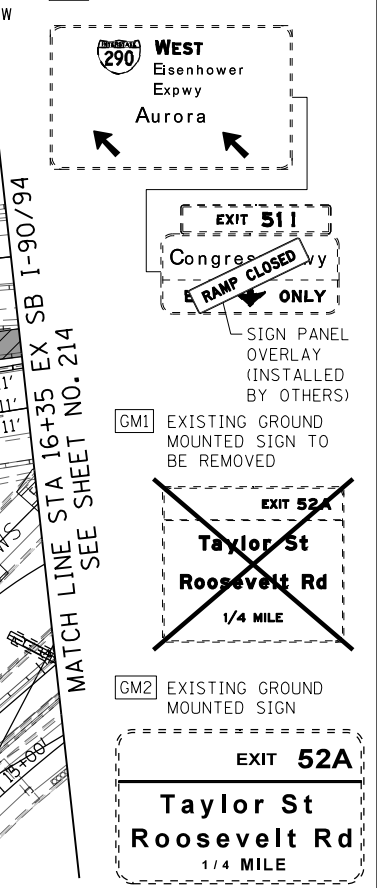 W
INTERSTATE
290
WEST
Eisenhower
Expwy
Aurora
EXIT 51I
ONLY
RAMP CLOSED
SIGN PANEL
OVERLAY
(INSTALLED
BY OTHERS)
GM1 EXISTING GROUND
MOUNTED SIGN TO
BE REMOVED
EXIT 52A
Taylor St
Roosevelt Rd
1/4 MILE
GM2 EXISTING GROUND
MOUNTED SIGN
EXIT 52A
Taylor St
Roosevelt Rd
1/4 MILE
MATCH LINE STA 16+35 EX SB I-90/94
SEE SHEET NO. 214
11'
11'
11'
15+00